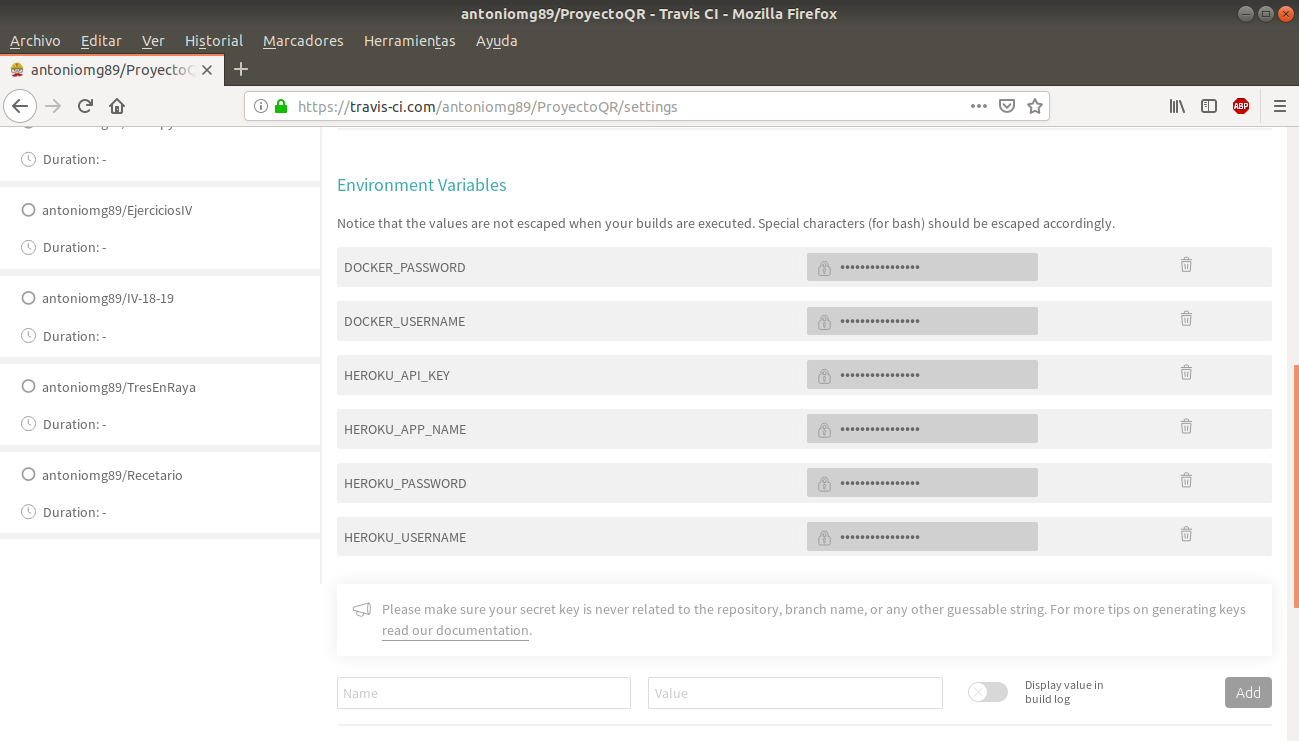 antoniomg89/ProyectoQR - Travis CI - Mozilla Firefox
Archivo Editar Ver Historial Marcadores Herramientas Ayuda
antoniomg89/ProyectoQ
https://travis-ci.com/antoniomg89/ProyectoQR/settings
ABP
Duration: -
antoniomg89/EjerciciosIV
Duration: -
antoniomg89/IV-18-19
Duration: -
antoniomg89/TresEnRaya
Duration: -
antoniomg89/Recetario
Duration: -
Environment Variables
Notice that the values are not escaped when your builds are executed. Special characters (for bash) should be escaped accordingly.
DOCKER_PASSWORD ••••••••••••••••
DOCKER_USERNAME ••••••••••••••••
HEROKU_API_KEY ••••••••••••••••
HEROKU_APP_NAME ••••••••••••••••
HEROKU_PASSWORD ••••••••••••••••
HEROKU_USERNAME ••••••••••••••••
Please make sure your secret key is never related to the repository, branch name, or any other guessable string. For more tips on generating keys
read our documentation.
Name Value Display value in
build log
Add